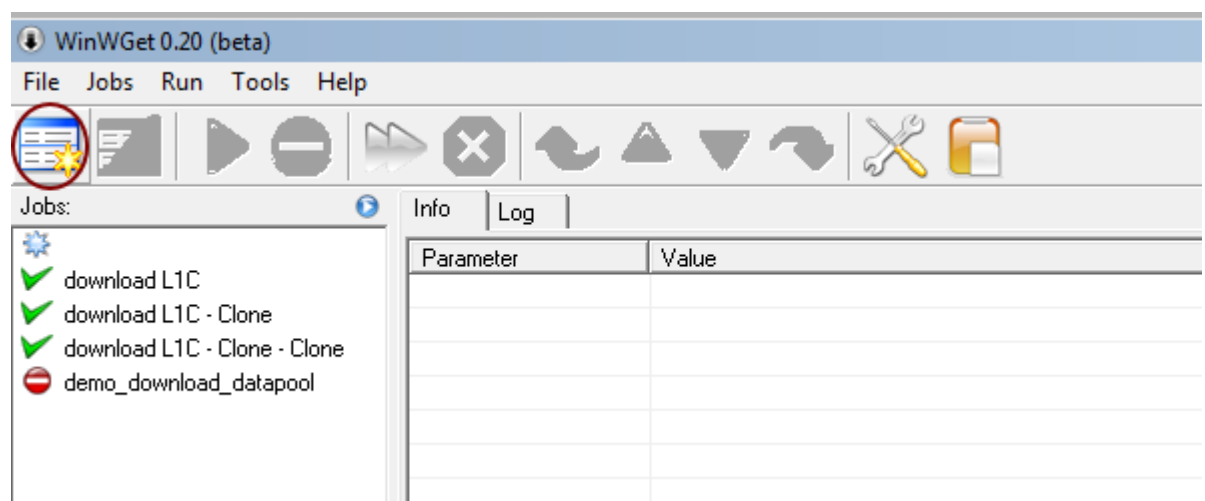 WinWGet 0.20 (beta)
File Jobs Run Tools Help
Jobs:
Info Log
Parameter Value
download L1C
download L1C - Clone
download L1C - Clone - Clone
demo_download_datapool